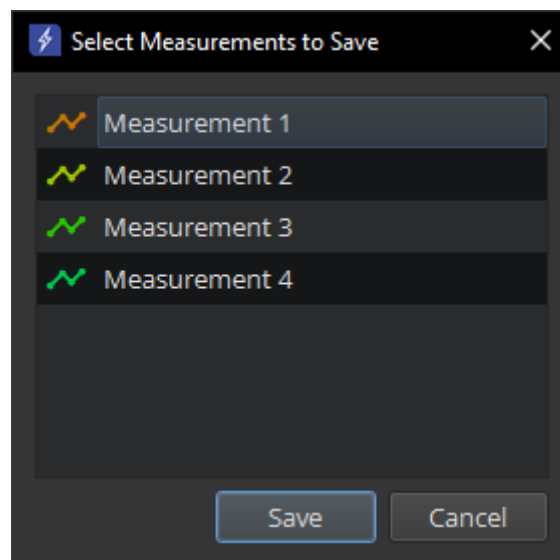 Select Measurements to Save
Measurement 1
Measurement 2
Measurement 3
Measurement 4
Save Cancel